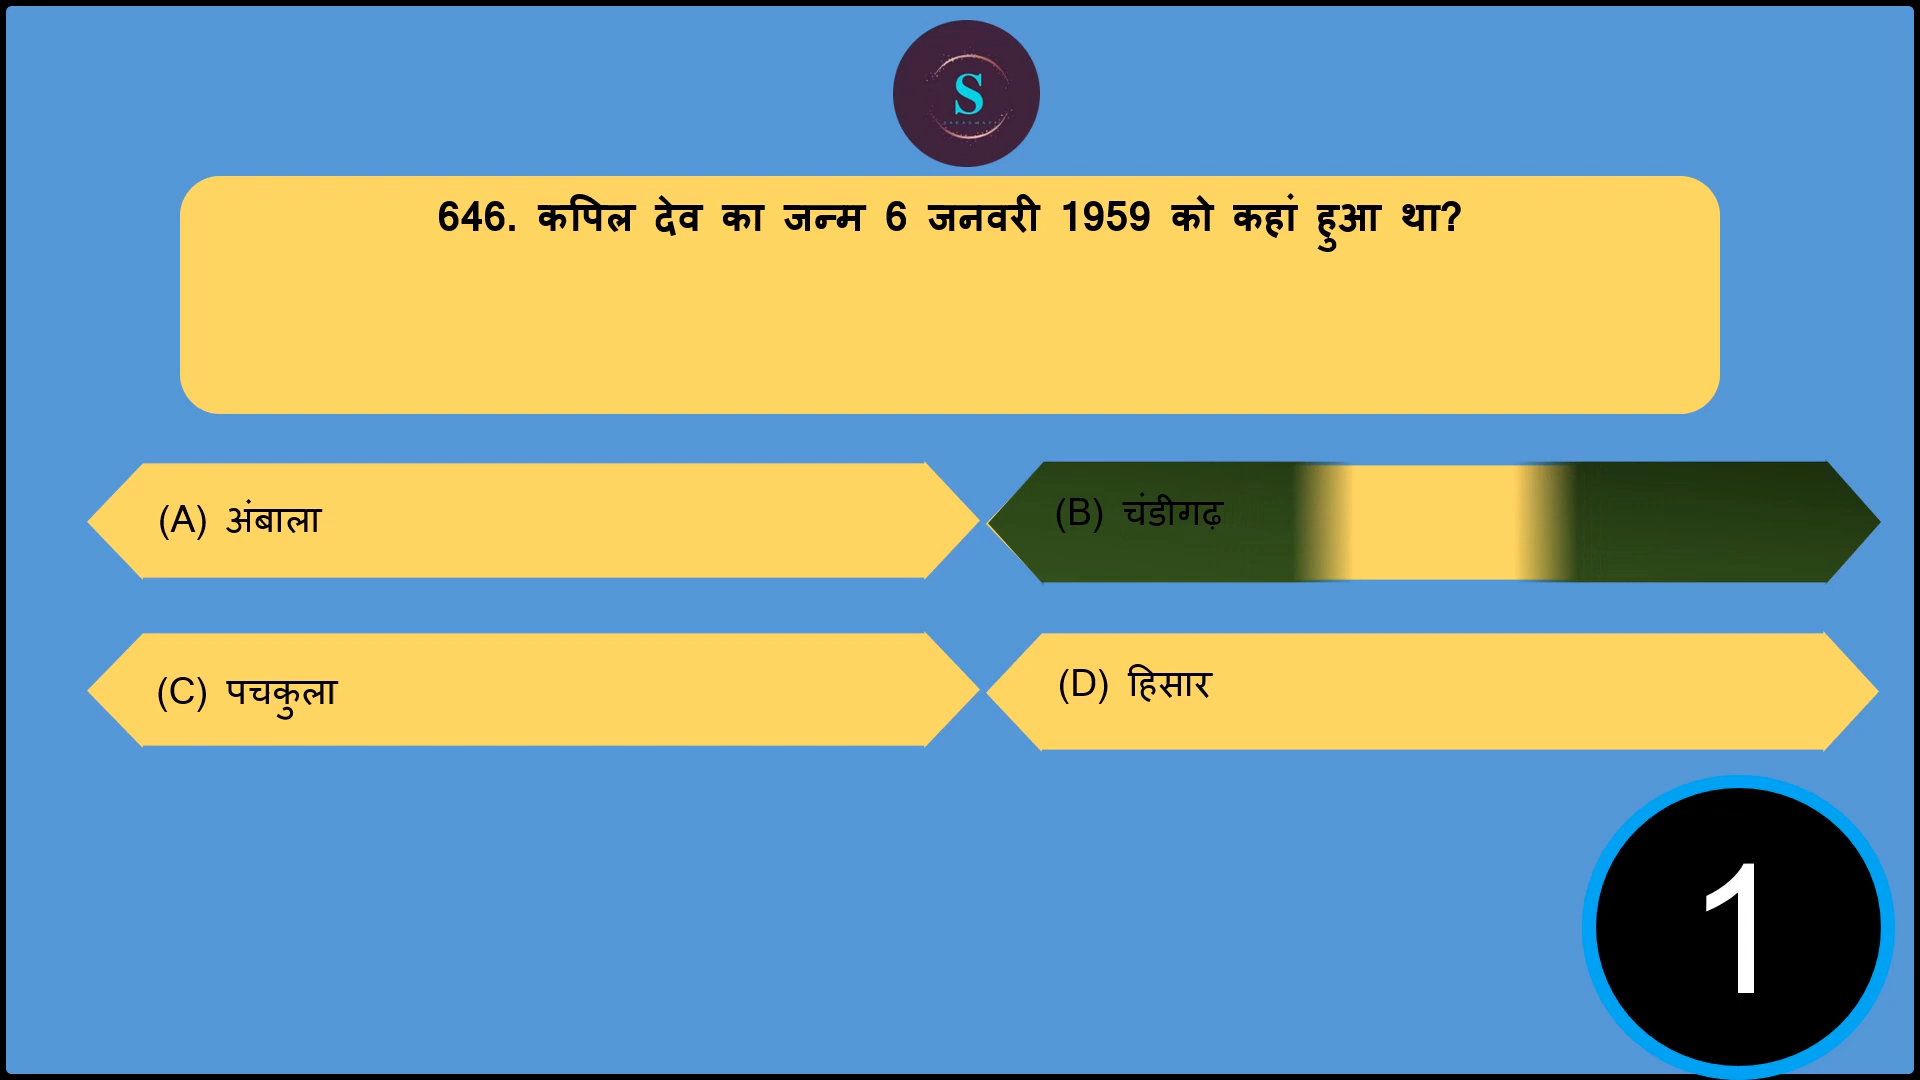 S
646. कपिल देव का जन्म 6 जनवरी 1959 को कहां हुआ था?
(A) अंबाला
(B) चंडीगढ़
(C) पचकुला
(D) हिसार
1